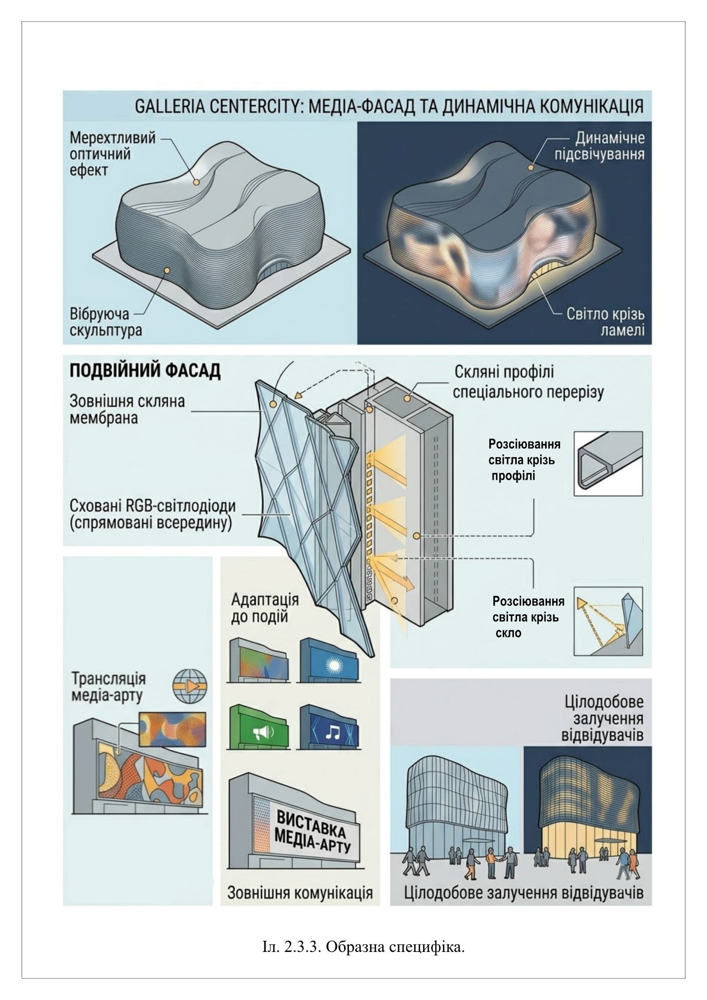 GALLERIA CENTERCITY: МЕДІА-ФАСАД ТА ДИНАМІЧНА КОМУНІКАЦІЯ
Мерехтливий
оптичний
ефект
Динамічне
підсвічування
Вібруюча
скульптура
Світло крізь
ламелі
ПОДВІЙНИЙ ФАСАД
Зовнішня скляна
мембрана
Скляні профілі
спеціального перерізу
Розсіювання
світла крізь
профілі
Сховані RGB-світлодіоди
(спрямовані всередину)
Розсіювання
світла крізь
скло
Трансляція
медіа-арту
Адаптація
до подій
ВИСТАВКА
МЕДІА-АРТУ
Зовнішня комунікація
Цілодобове
залучення
відвідувачів
Цілодобове залучення відвідувачів
Іл. 2.3.3. Образна специфіка.